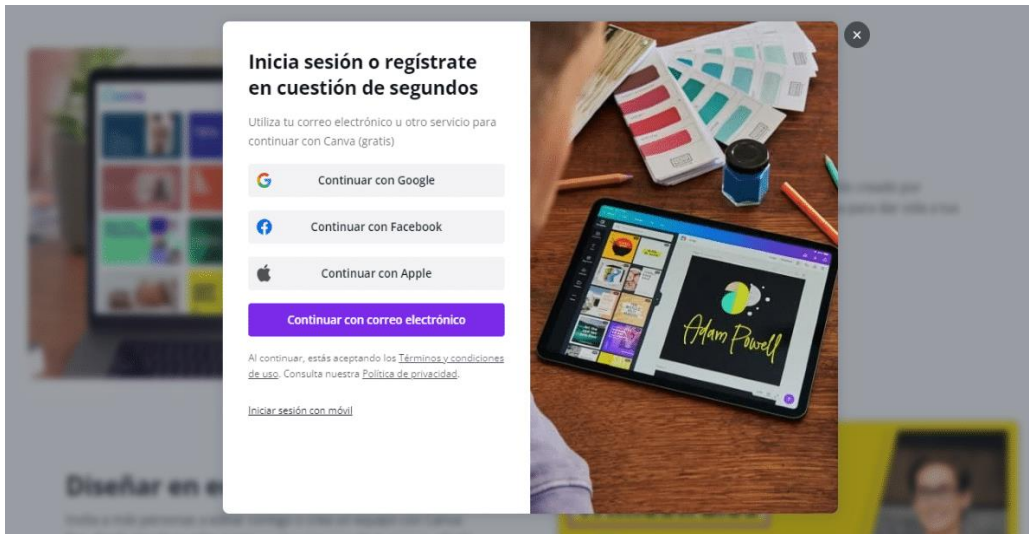 Inicia sesión o regístrate
en cuestión de segundos
Utiliza tu correo electrónico u otro servicio para
continuar con Canva (gratis)
Continuar con Google
Continuar con Facebook
Continuar con Apple
Continuar con correo electrónico
Al continuar, estás aceptando los Términos y condiciones
de uso. Consulta nuestra Política de privacidad.
Iniciar sesión con móvil
Adam Powell
Diseñar en